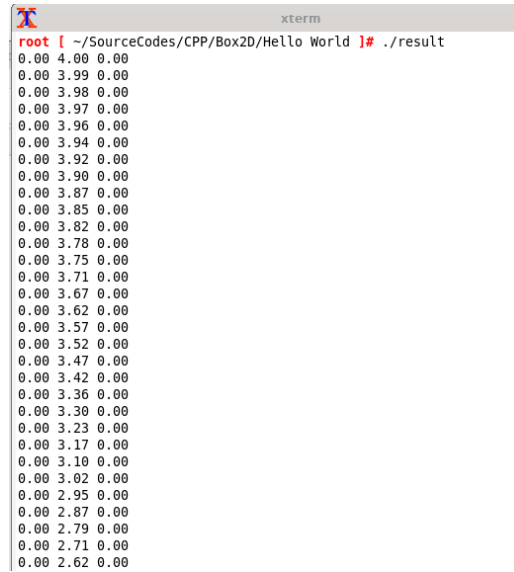 xterm
root [ ~/SourceCodes/CPP/Box2D/Hello World ]# ./result
0.00 4.00 0.00
0.00 3.99 0.00
0.00 3.98 0.00
0.00 3.97 0.00
0.00 3.96 0.00
0.00 3.94 0.00
0.00 3.92 0.00
0.00 3.90 0.00
0.00 3.87 0.00
0.00 3.85 0.00
0.00 3.82 0.00
0.00 3.78 0.00
0.00 3.75 0.00
0.00 3.71 0.00
0.00 3.67 0.00
0.00 3.62 0.00
0.00 3.57 0.00
0.00 3.52 0.00
0.00 3.47 0.00
0.00 3.42 0.00
0.00 3.36 0.00
0.00 3.30 0.00
0.00 3.23 0.00
0.00 3.17 0.00
0.00 3.10 0.00
0.00 3.02 0.00
0.00 2.95 0.00
0.00 2.87 0.00
0.00 2.79 0.00
0.00 2.71 0.00
0.00 2.62 0.00